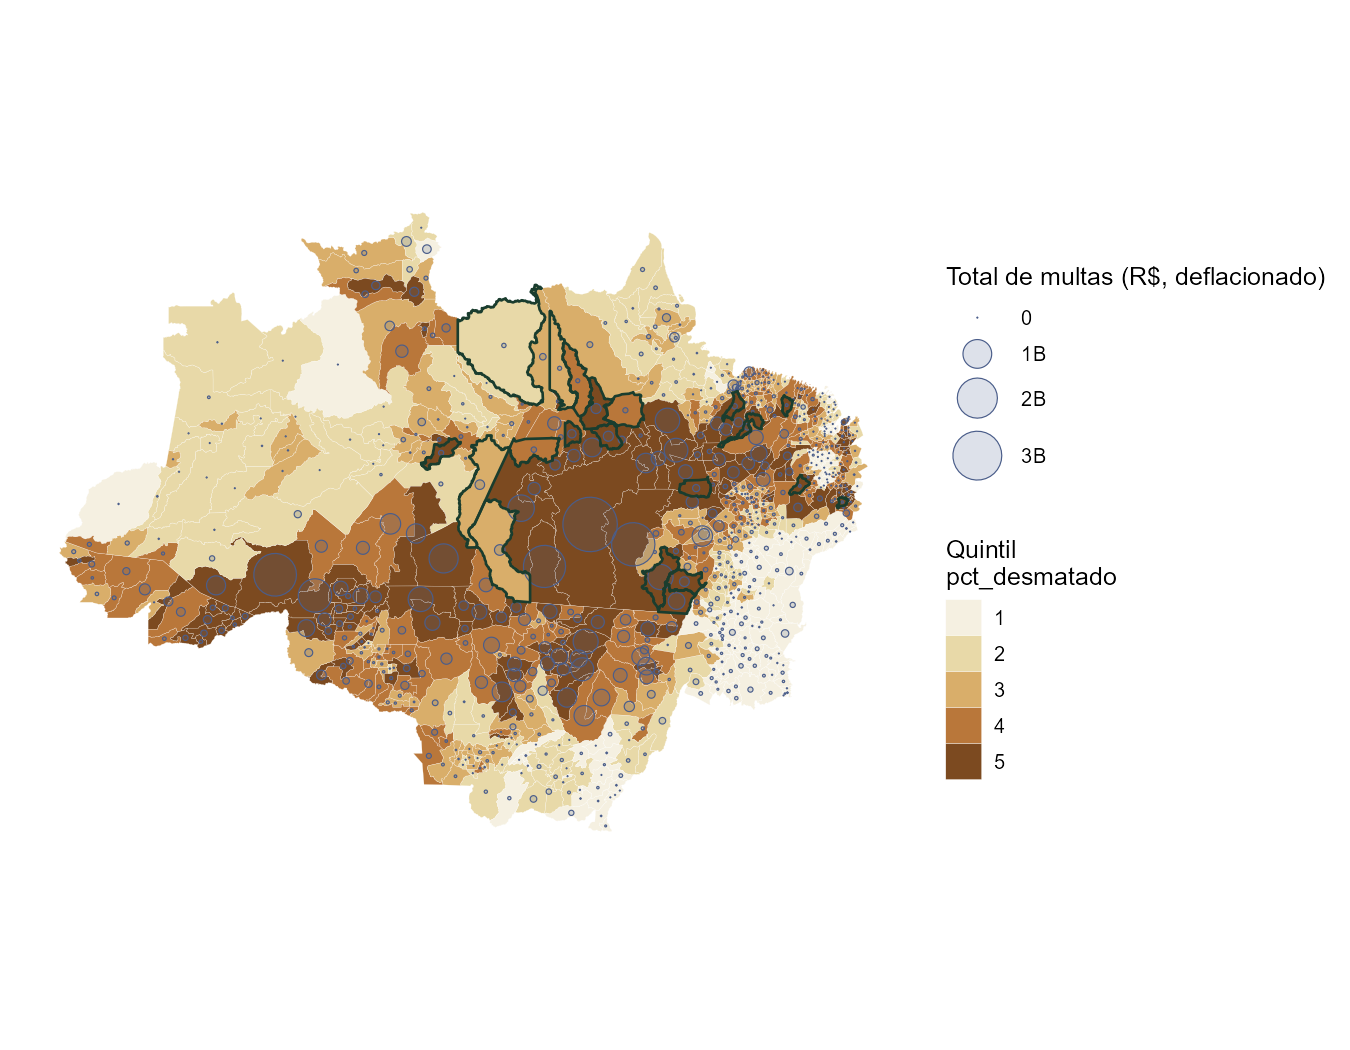 Total de multas (R$, deflacionado)
0
1B
2B
3B
Quintil
pct_desmatado
1
2
3
4
5